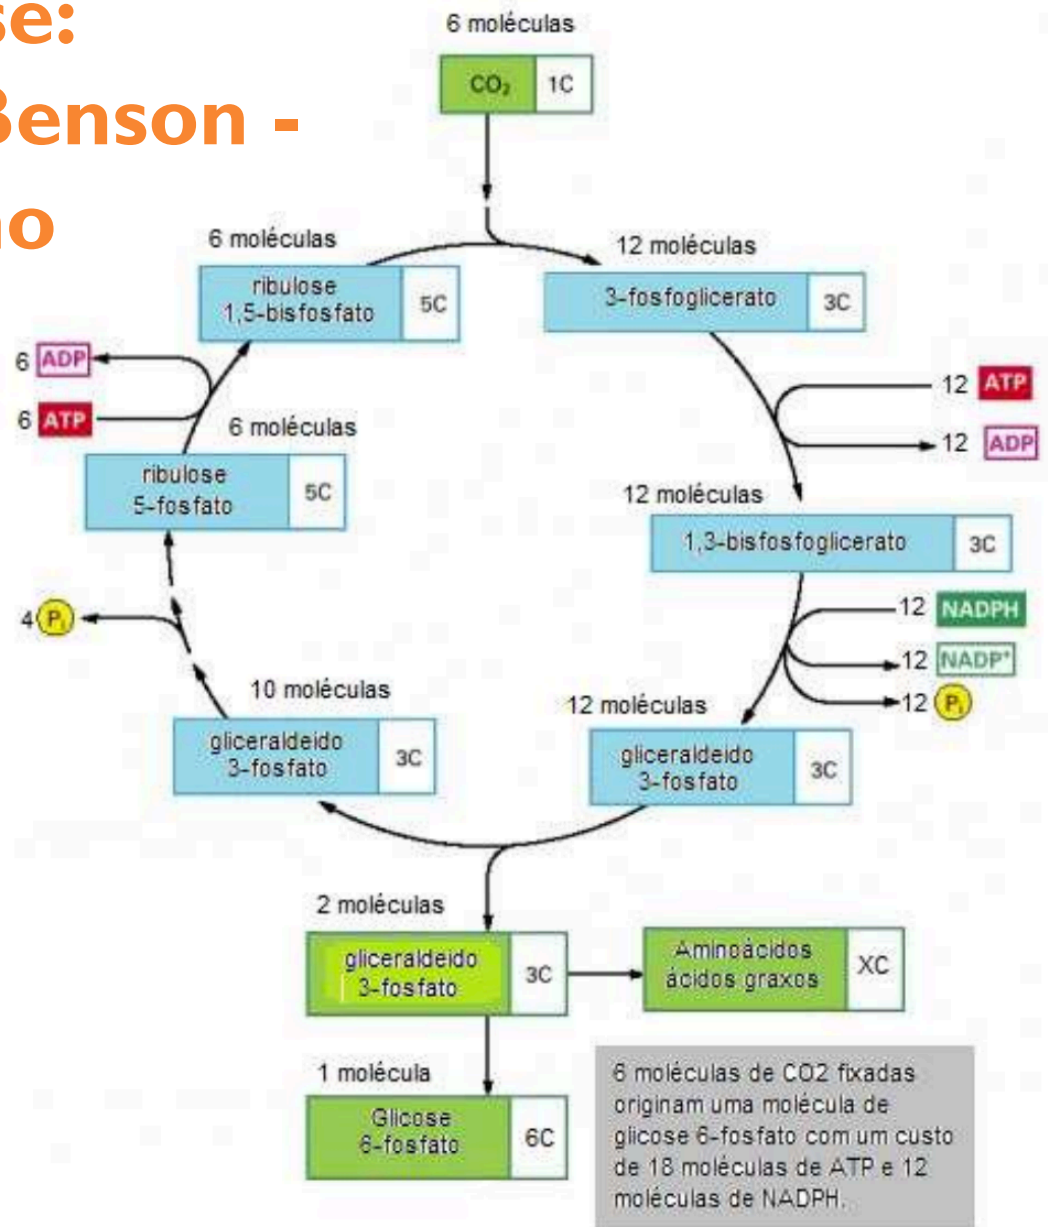 se:
Benson -
no
6 moléculas
CO₂ 1C
6 moléculas
ribulose
1,5-bisfosfato
5C
12 moléculas
3-fosfoglicerato 3C
6 ADP
6 ATP
12 ATP
12 ADP
6 moléculas
ribulose
5-fosfato
5C
12 moléculas
1,3-bisfosfoglicerato 3C
4 Pi
12 NADPH
12 NADP⁺
12 Pi
10 moléculas
gliceraldeido
3-fosfato
3C
12 moléculas
gliceraldeido
3-fosfato
3C
2 moléculas
gliceraldeido
3-fosfato
3C
Aminoácidos
ácidos graxos
XC
1 molécula
Glicose
6-fosfato
6C
6 moléculas de CO2 fixadas
originam uma molécula de
glicose 6-fosfato com um custo
de 18 moléculas de ATP e 12
moléculas de NADPH.